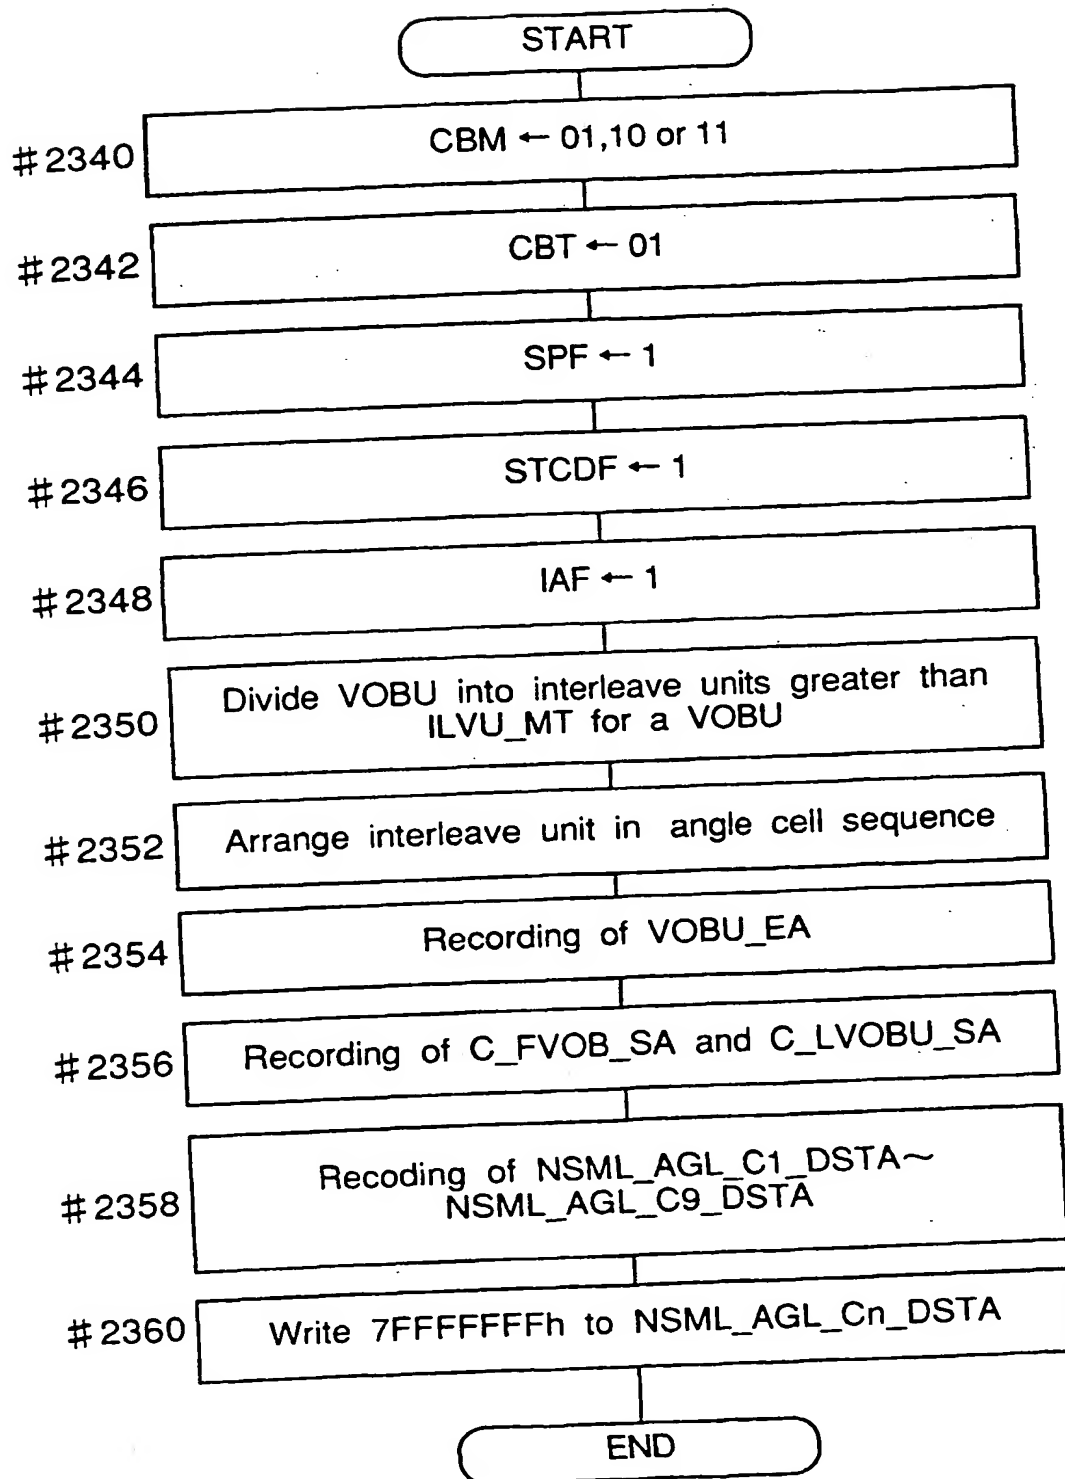 START
#2340
CBM ← 01,10 or 11
#2342
CBT ← 01
#2344
SPF ← 1
#2346
STCDF ← 1
#2348
IAF ← 1
#2350
Divide VOBU into interleave units greater than
ILVU_MT for a VOBU
#2352
Arrange interleave unit in angle cell sequence
#2354
Recording of VOBU_EA
#2356
Recording of C_FVOB_SA and C_LVOBU_SA
#2358
Recoding of NSML_AGL_C1_DSTA~
NSML_AGL_C9_DSTA
#2360
Write 7FFFFFFFh to NSML_AGL_Cn_DSTA
END